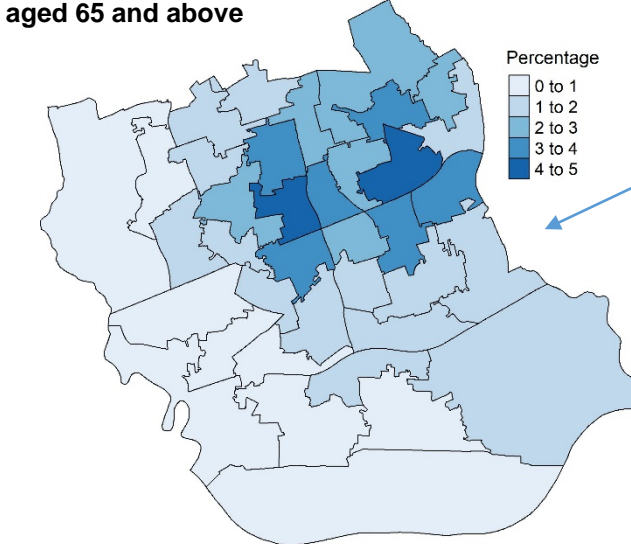 aged 65 and above
Percentage
0 to 1
1 to 2
2 to 3
3 to 4
4 to 5